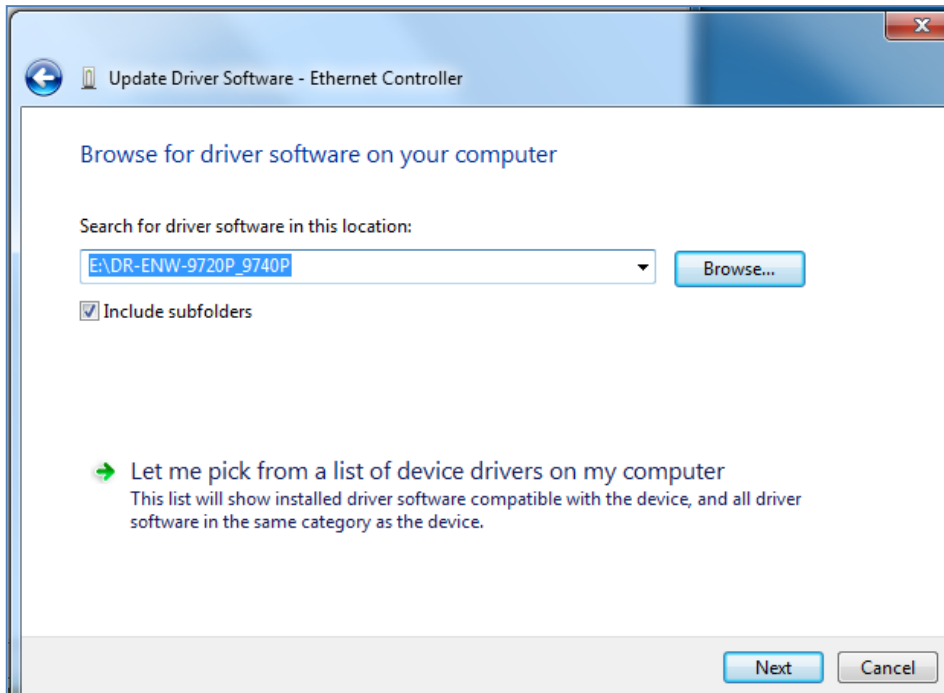 Update Driver Software - Ethernet Controller
Browse for driver software on your computer
Search for driver software in this location:
E:\DR-ENW-9720P_9740P
Browse...
Include subfolders
Let me pick from a list of device drivers on my computer
This list will show installed driver software compatible with the device, and all driver
software in the same category as the device.
Next
Cancel